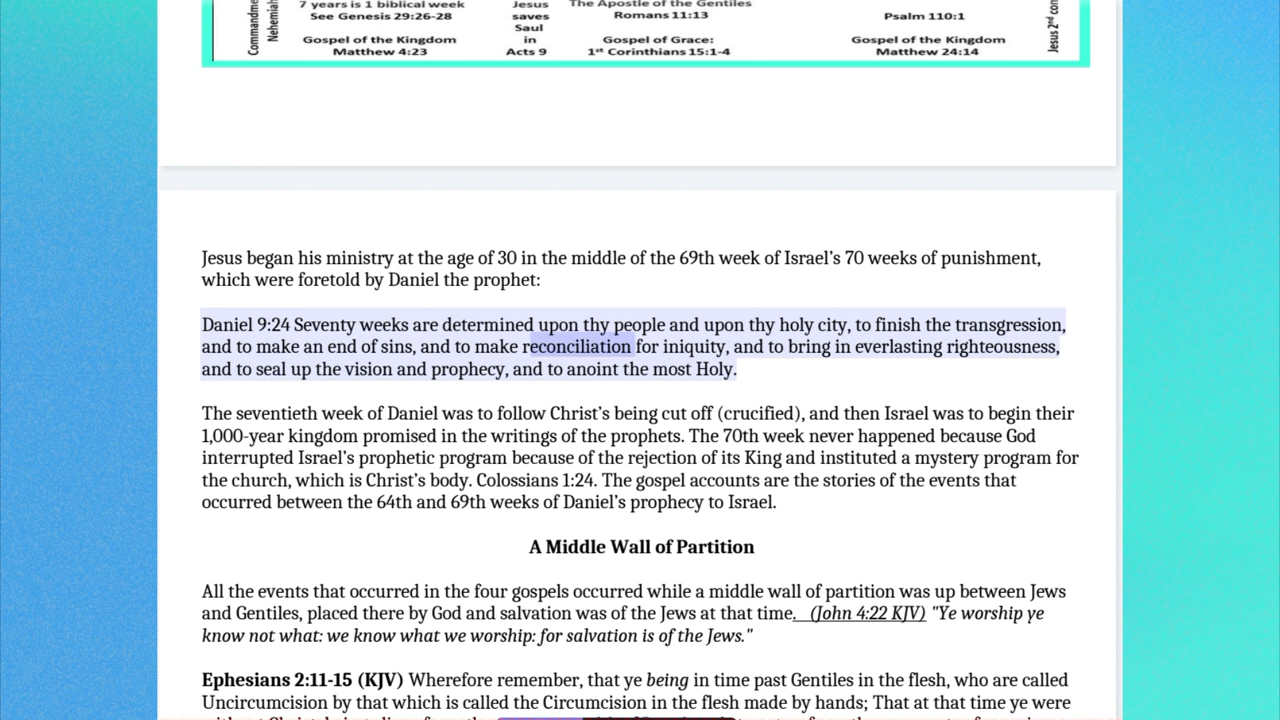 7 years is 1 biblical week
See Genesis 29:26-28
Gospel of the Kingdom
Matthew 4:23
Commandme
Nehemiah
Jesus
saves
Saul
in
Acts 9
The Apostle of the Gentiles
Romans 11:13
Gospel of Grace:
1st Corinthians 15:1-4
Psalm 110:1
Gospel of the Kingdom
Matthew 24:14
Jesus 2nd con
Jesus began his ministry at the age of 30 in the middle of the 69th week of Israel’s 70 weeks of punishment,
which were foretold by Daniel the prophet:
Daniel 9:24 Seventy weeks are determined upon thy people and upon thy holy city, to finish the transgression,
and to make an end of sins, and to make reconciliation for iniquity, and to bring in everlasting righteousness,
and to seal up the vision and prophecy, and to anoint the most Holy.
The seventieth week of Daniel was to follow Christ’s being cut off (crucified), and then Israel was to begin their
1,000-year kingdom promised in the writings of the prophets. The 70th week never happened because God
interrupted Israel’s prophetic program because of the rejection of its King and instituted a mystery program for
the church, which is Christ’s body. Colossians 1:24. The gospel accounts are the stories of the events that
occurred between the 64th and 69th weeks of Daniel’s prophecy to Israel.
A Middle Wall of Partition
All the events that occurred in the four gospels occurred while a middle wall of partition was up between Jews
and Gentiles, placed there by God and salvation was of the Jews at that time. (John 4:22 KJV) "Ye worship ye
know not what: we know what we worship: for salvation is of the Jews."
Ephesians 2:11-15 (KJV) Wherefore remember, that ye being in time past Gentiles in the flesh, who are called
Uncircumcision by that which is called the Circumcision in the flesh made by hands; That at that time ye were